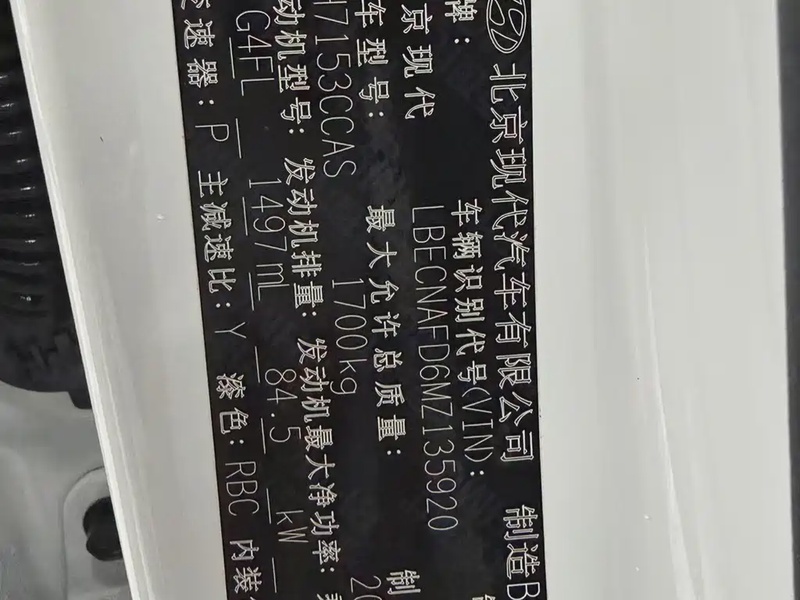 北京现代汽车有限公司 制造
牌: 车辆识别代号(VIN):
京现代 LBECNAFD6MZ135920 制
车型号: 最大允许总质量: 20
H7153CCAS 1700kg
动机型号: 发动机排量: 发动机最大净功率:
G4FL 1497mL 84.5 kW
变速器: P 主减速比: Y 漆色: RBC 内装